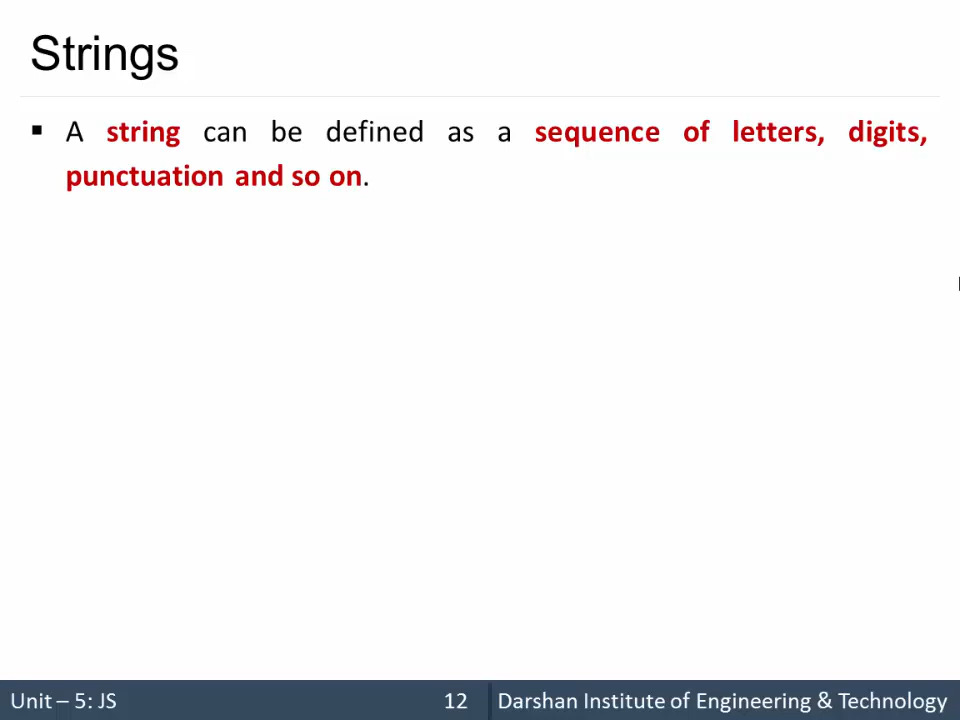 Strings
▪ A string can be defined as a sequence of letters, digits,
punctuation and so on.
Unit – 5: JS 12 Darshan Institute of Engineering & Technology